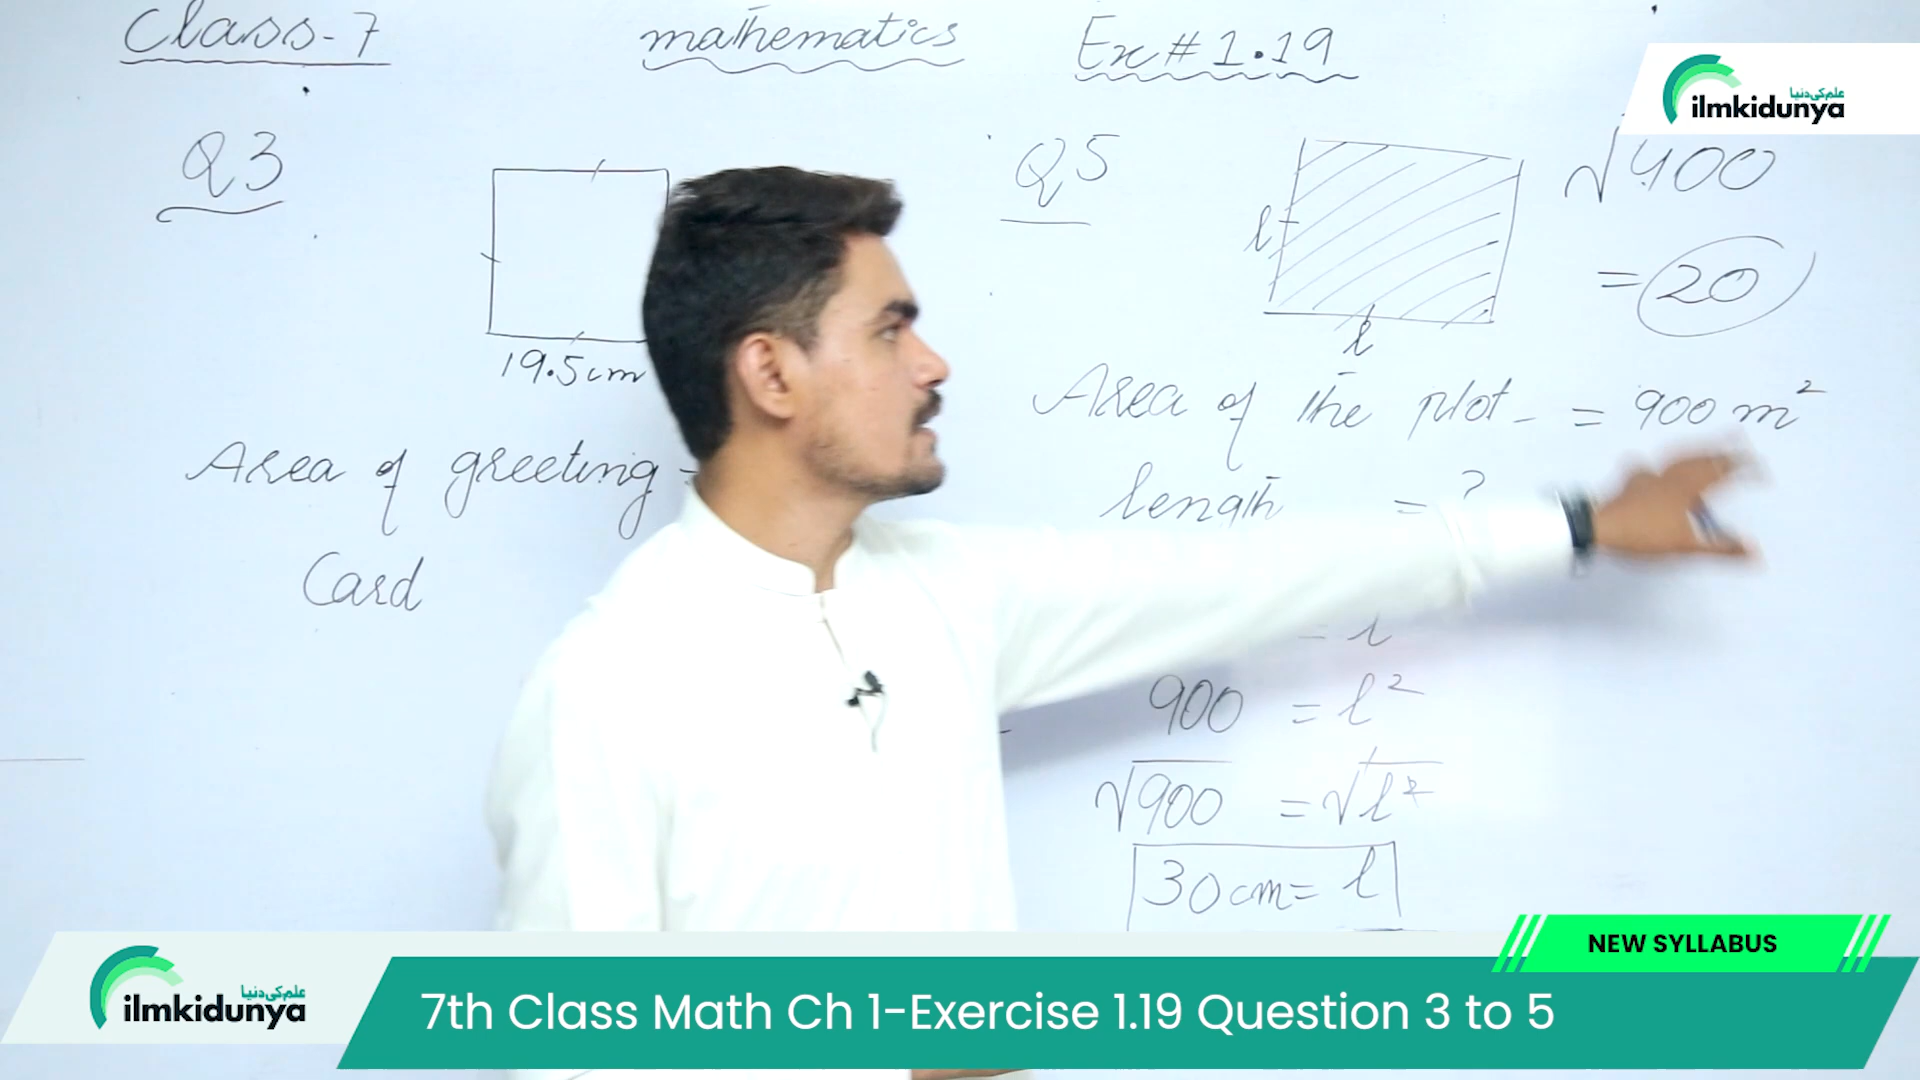 Class-7 mathematics Ex # 1.19
علم کی دنیا
ilmkidunya
Q3
19.5cm
Area of greeting =
Card
Q5
l
l
√400
= 20
Area of the plot = 900 m²
length = ?
900 = l²
√900 = √l²
30cm = l
NEW SYLLABUS
علم کی دنیا
ilmkidunya
7th Class Math Ch 1-Exercise 1.19 Question 3 to 5